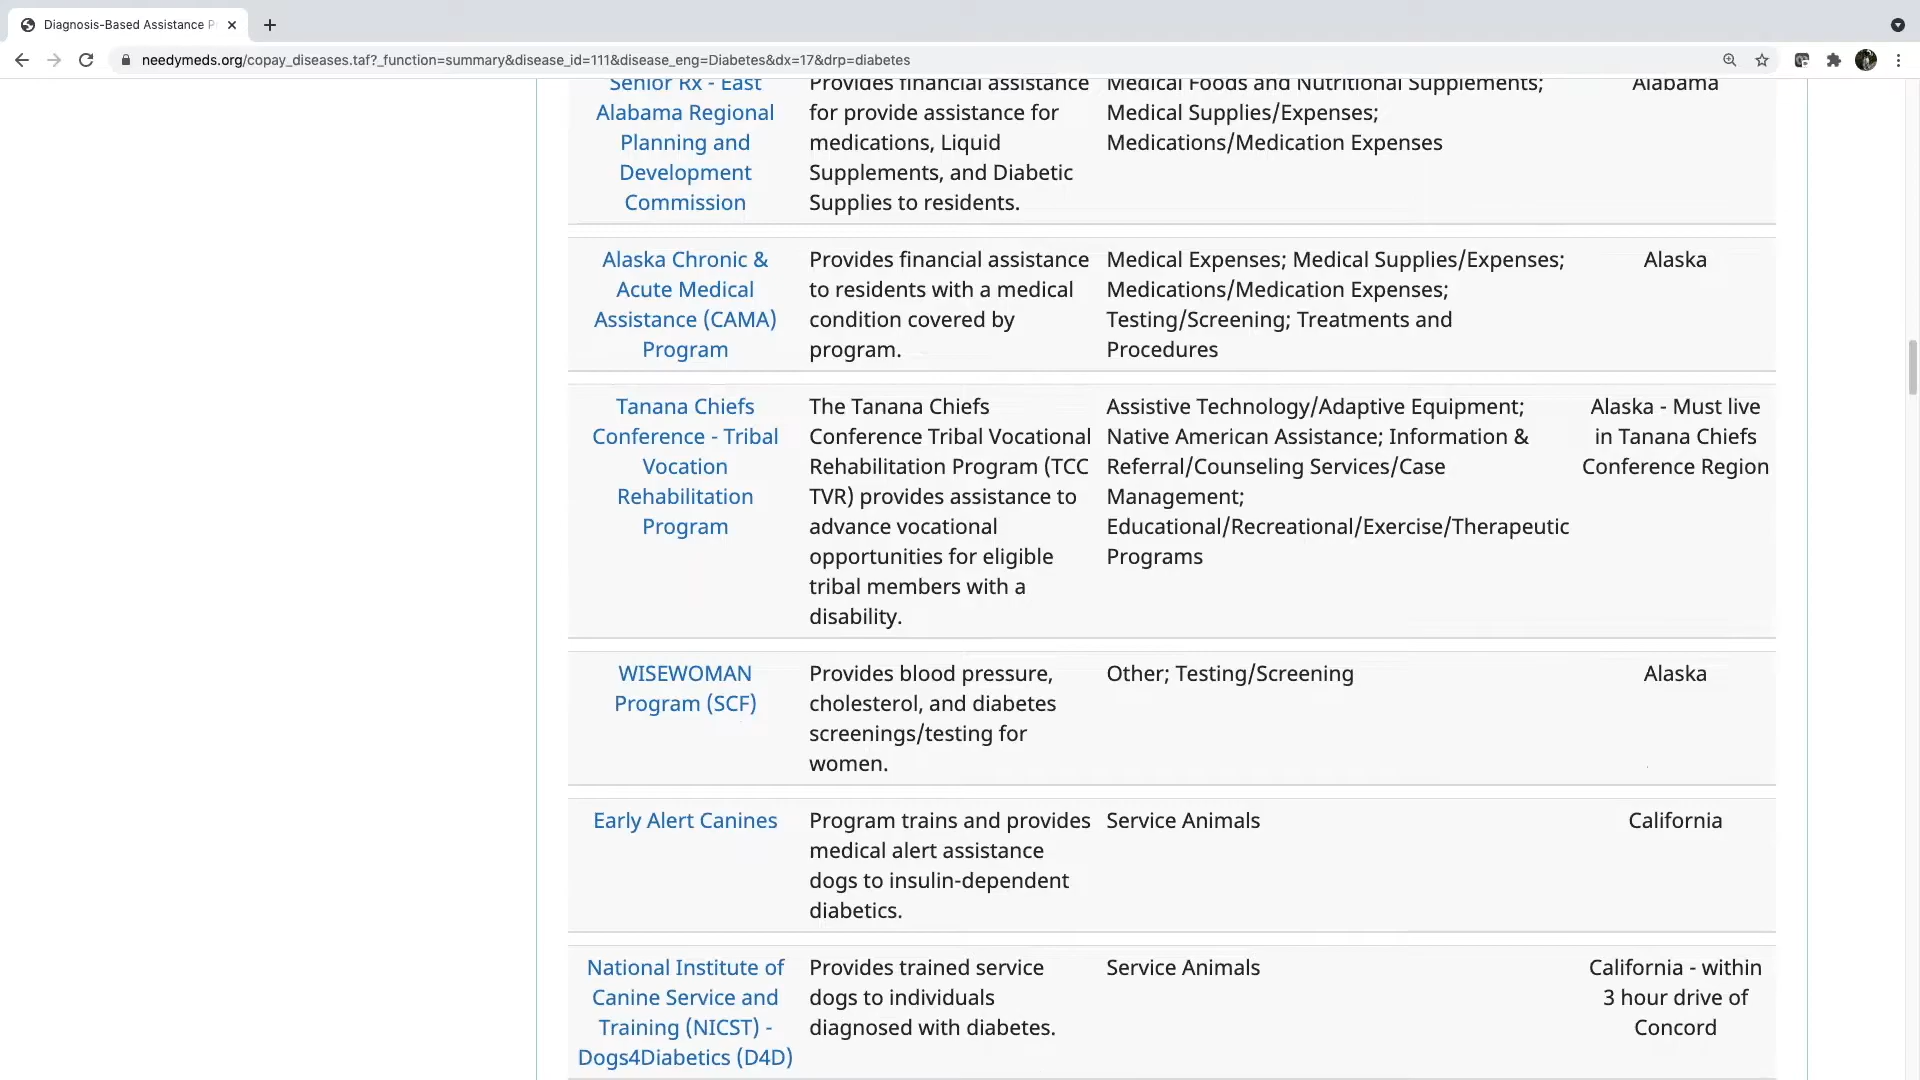 Diagnosis-Based Assistance P
needymeds.org/copay_diseases.taf?_function=summary&disease_id=111&disease_eng=Diabetes&dx=17&drp=diabetes
Senior Rx - East
Alabama Regional
Planning and
Development
Commission
Provides financial assistance
for provide assistance for
medications, Liquid
Supplements, and Diabetic
Supplies to residents.
Medical Foods and Nutritional Supplements;
Medical Supplies/Expenses;
Medications/Medication Expenses
Alabama
Alaska Chronic &
Acute Medical
Assistance (CAMA)
Program
Provides financial assistance
to residents with a medical
condition covered by
program.
Medical Expenses; Medical Supplies/Expenses;
Medications/Medication Expenses;
Testing/Screening; Treatments and
Procedures
Alaska
Tanana Chiefs
Conference - Tribal
Vocation
Rehabilitation
Program
The Tanana Chiefs
Conference Tribal Vocational
Rehabilitation Program (TCC
TVR) provides assistance to
advance vocational
opportunities for eligible
tribal members with a
disability.
Assistive Technology/Adaptive Equipment;
Native American Assistance; Information &
Referral/Counseling Services/Case
Management;
Educational/Recreational/Exercise/Therapeutic
Programs
Alaska - Must live
in Tanana Chiefs
Conference Region
WISEWOMAN
Program (SCF)
Provides blood pressure,
cholesterol, and diabetes
screenings/testing for
women.
Other; Testing/Screening
Alaska
Early Alert Canines
Program trains and provides
medical alert assistance
dogs to insulin-dependent
diabetics.
Service Animals
California
National Institute of
Canine Service and
Training (NICST) -
Dogs4Diabetics (D4D)
Provides trained service
dogs to individuals
diagnosed with diabetes.
Service Animals
California - within
3 hour drive of
Concord